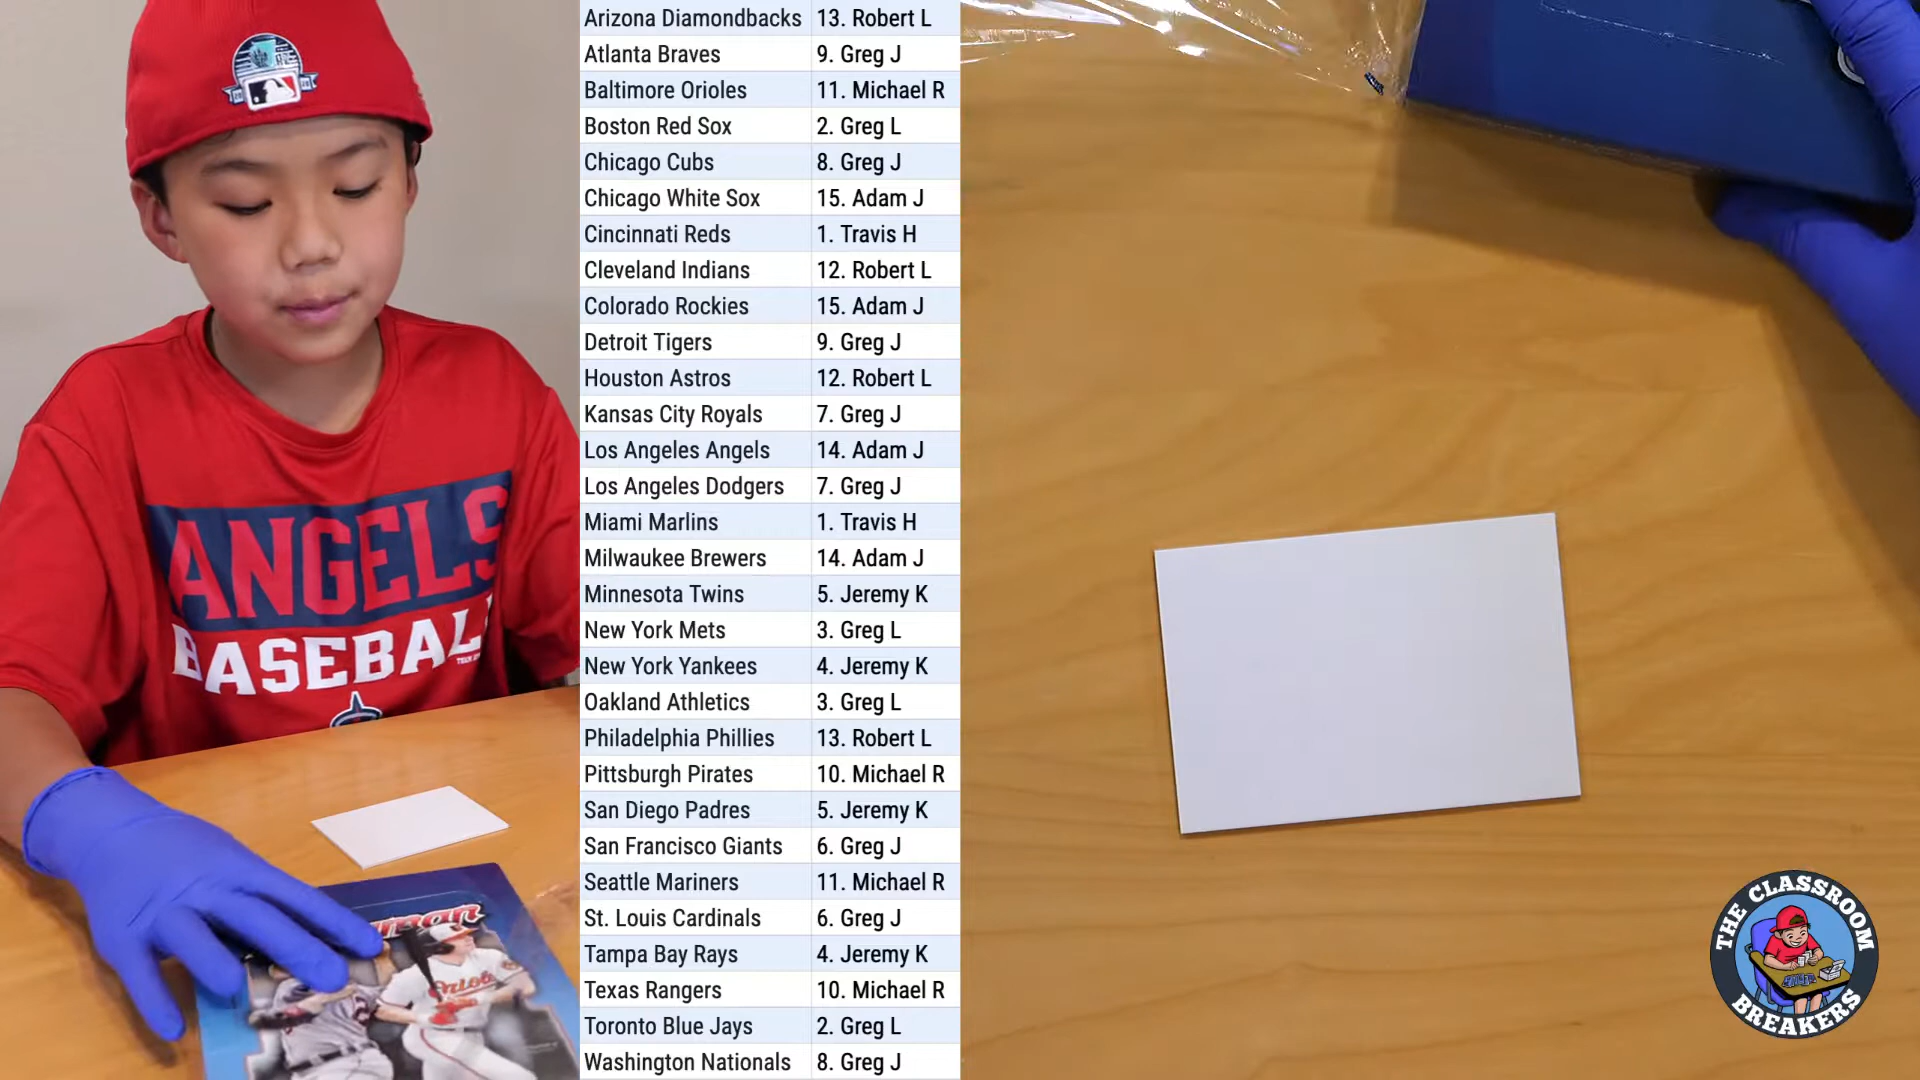 ANGELS
BASEBALL
Arizona Diamondbacks 13. Robert L
Atlanta Braves 9. Greg J
Baltimore Orioles 11. Michael R
Boston Red Sox 2. Greg L
Chicago Cubs 8. Greg J
Chicago White Sox 15. Adam J
Cincinnati Reds 1. Travis H
Cleveland Indians 12. Robert L
Colorado Rockies 15. Adam J
Detroit Tigers 9. Greg J
Houston Astros 12. Robert L
Kansas City Royals 7. Greg J
Los Angeles Angels 14. Adam J
Los Angeles Dodgers 7. Greg J
Miami Marlins 1. Travis H
Milwaukee Brewers 14. Adam J
Minnesota Twins 5. Jeremy K
New York Mets 3. Greg L
New York Yankees 4. Jeremy K
Oakland Athletics 3. Greg L
Philadelphia Phillies 13. Robert L
Pittsburgh Pirates 10. Michael R
San Diego Padres 5. Jeremy K
San Francisco Giants 6. Greg J
Seattle Mariners 11. Michael R
St. Louis Cardinals 6. Greg J
Tampa Bay Rays 4. Jeremy K
Texas Rangers 10. Michael R
Toronto Blue Jays 2. Greg L
Washington Nationals 8. Greg J
THE CLASSROOM
BREAKERS